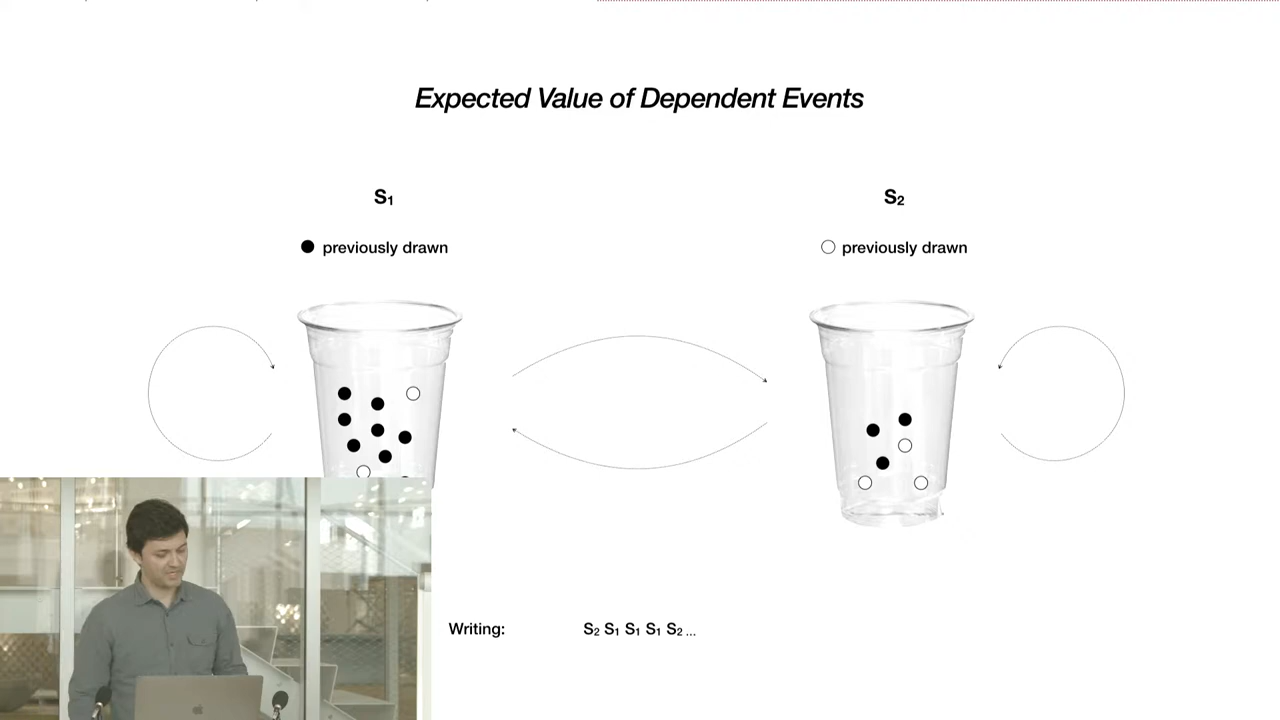 Expected Value of Dependent Events
S₁
S₂
previously drawn
previously drawn
Writing:
S₂ S₁ S₁ S₁ S₂ ...